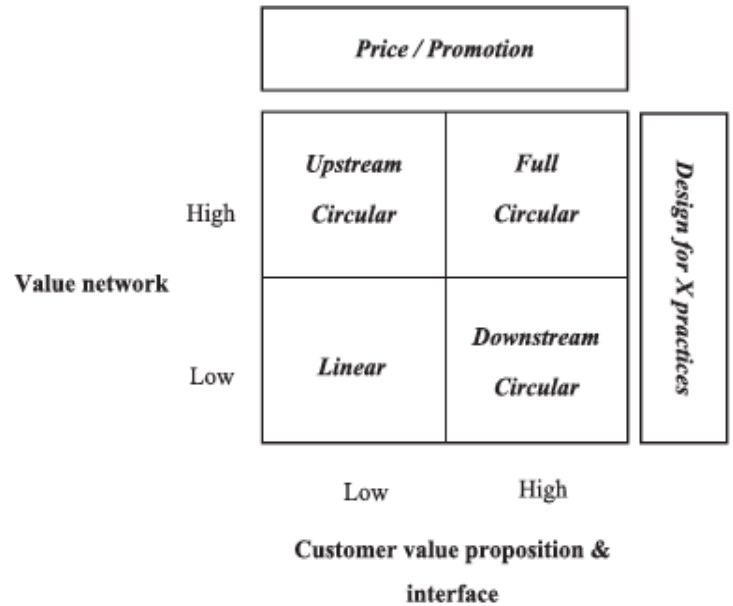 Price / Promotion
Upstream
Circular
Full
Circular
High
Value network
Low
Linear
Downstream
Circular
Design for X practices
Low
High
Customer value proposition &
interface